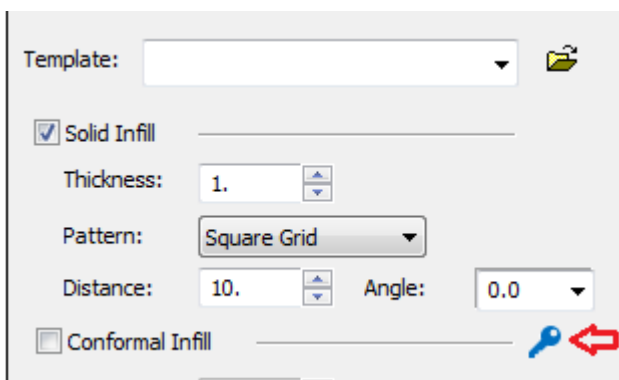 Template:
Solid Infill
Thickness: 1.
Pattern: Square Grid
Distance: 10. Angle: 0.0
Conformal Infill